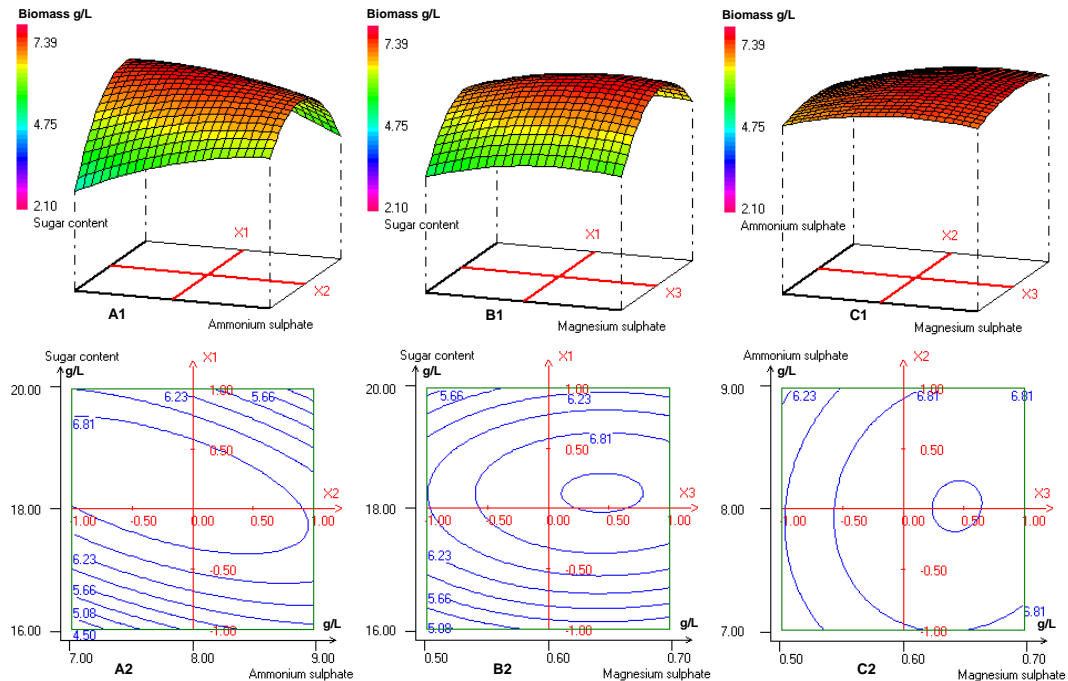 Biomass g/L
7.39
4.75
2.10
Sugar content
X1
X2
A1
Ammonium sulphate
Biomass g/L
7.39
4.75
2.10
Sugar content
X1
X3
B1
Magnesium sulphate
Biomass g/L
7.39
4.75
2.10
Ammonium sulphate
X2
X3
C1
Magnesium sulphate
Sugar content
g/L
X1
20.00
1.00
6.23
5.66
6.81
0.50
X2
18.00
-1.00
-0.50
0.00
0.50
1.00
6.23
-0.50
5.66
5.08
4.50
-1.00
g/L
16.00
7.00
8.00
9.00
A2
Ammonium sulphate
Sugar content
g/L
X1
20.00
1.00
5.66
6.23
6.81
0.50
X3
18.00
-1.00
-0.50
0.00
0.50
1.00
6.23
-0.50
5.66
5.08
-1.00
g/L
16.00
0.50
0.60
0.70
B2
Magnesium sulphate
Ammonium sulphate
g/L
X2
9.00
1.00
6.23
6.81
6.81
0.50
X3
8.00
-1.00
-0.50
0.00
0.50
1.00
-0.50
6.81
-1.00
g/L
7.00
0.50
0.60
0.70
C2
Magnesium sulphate